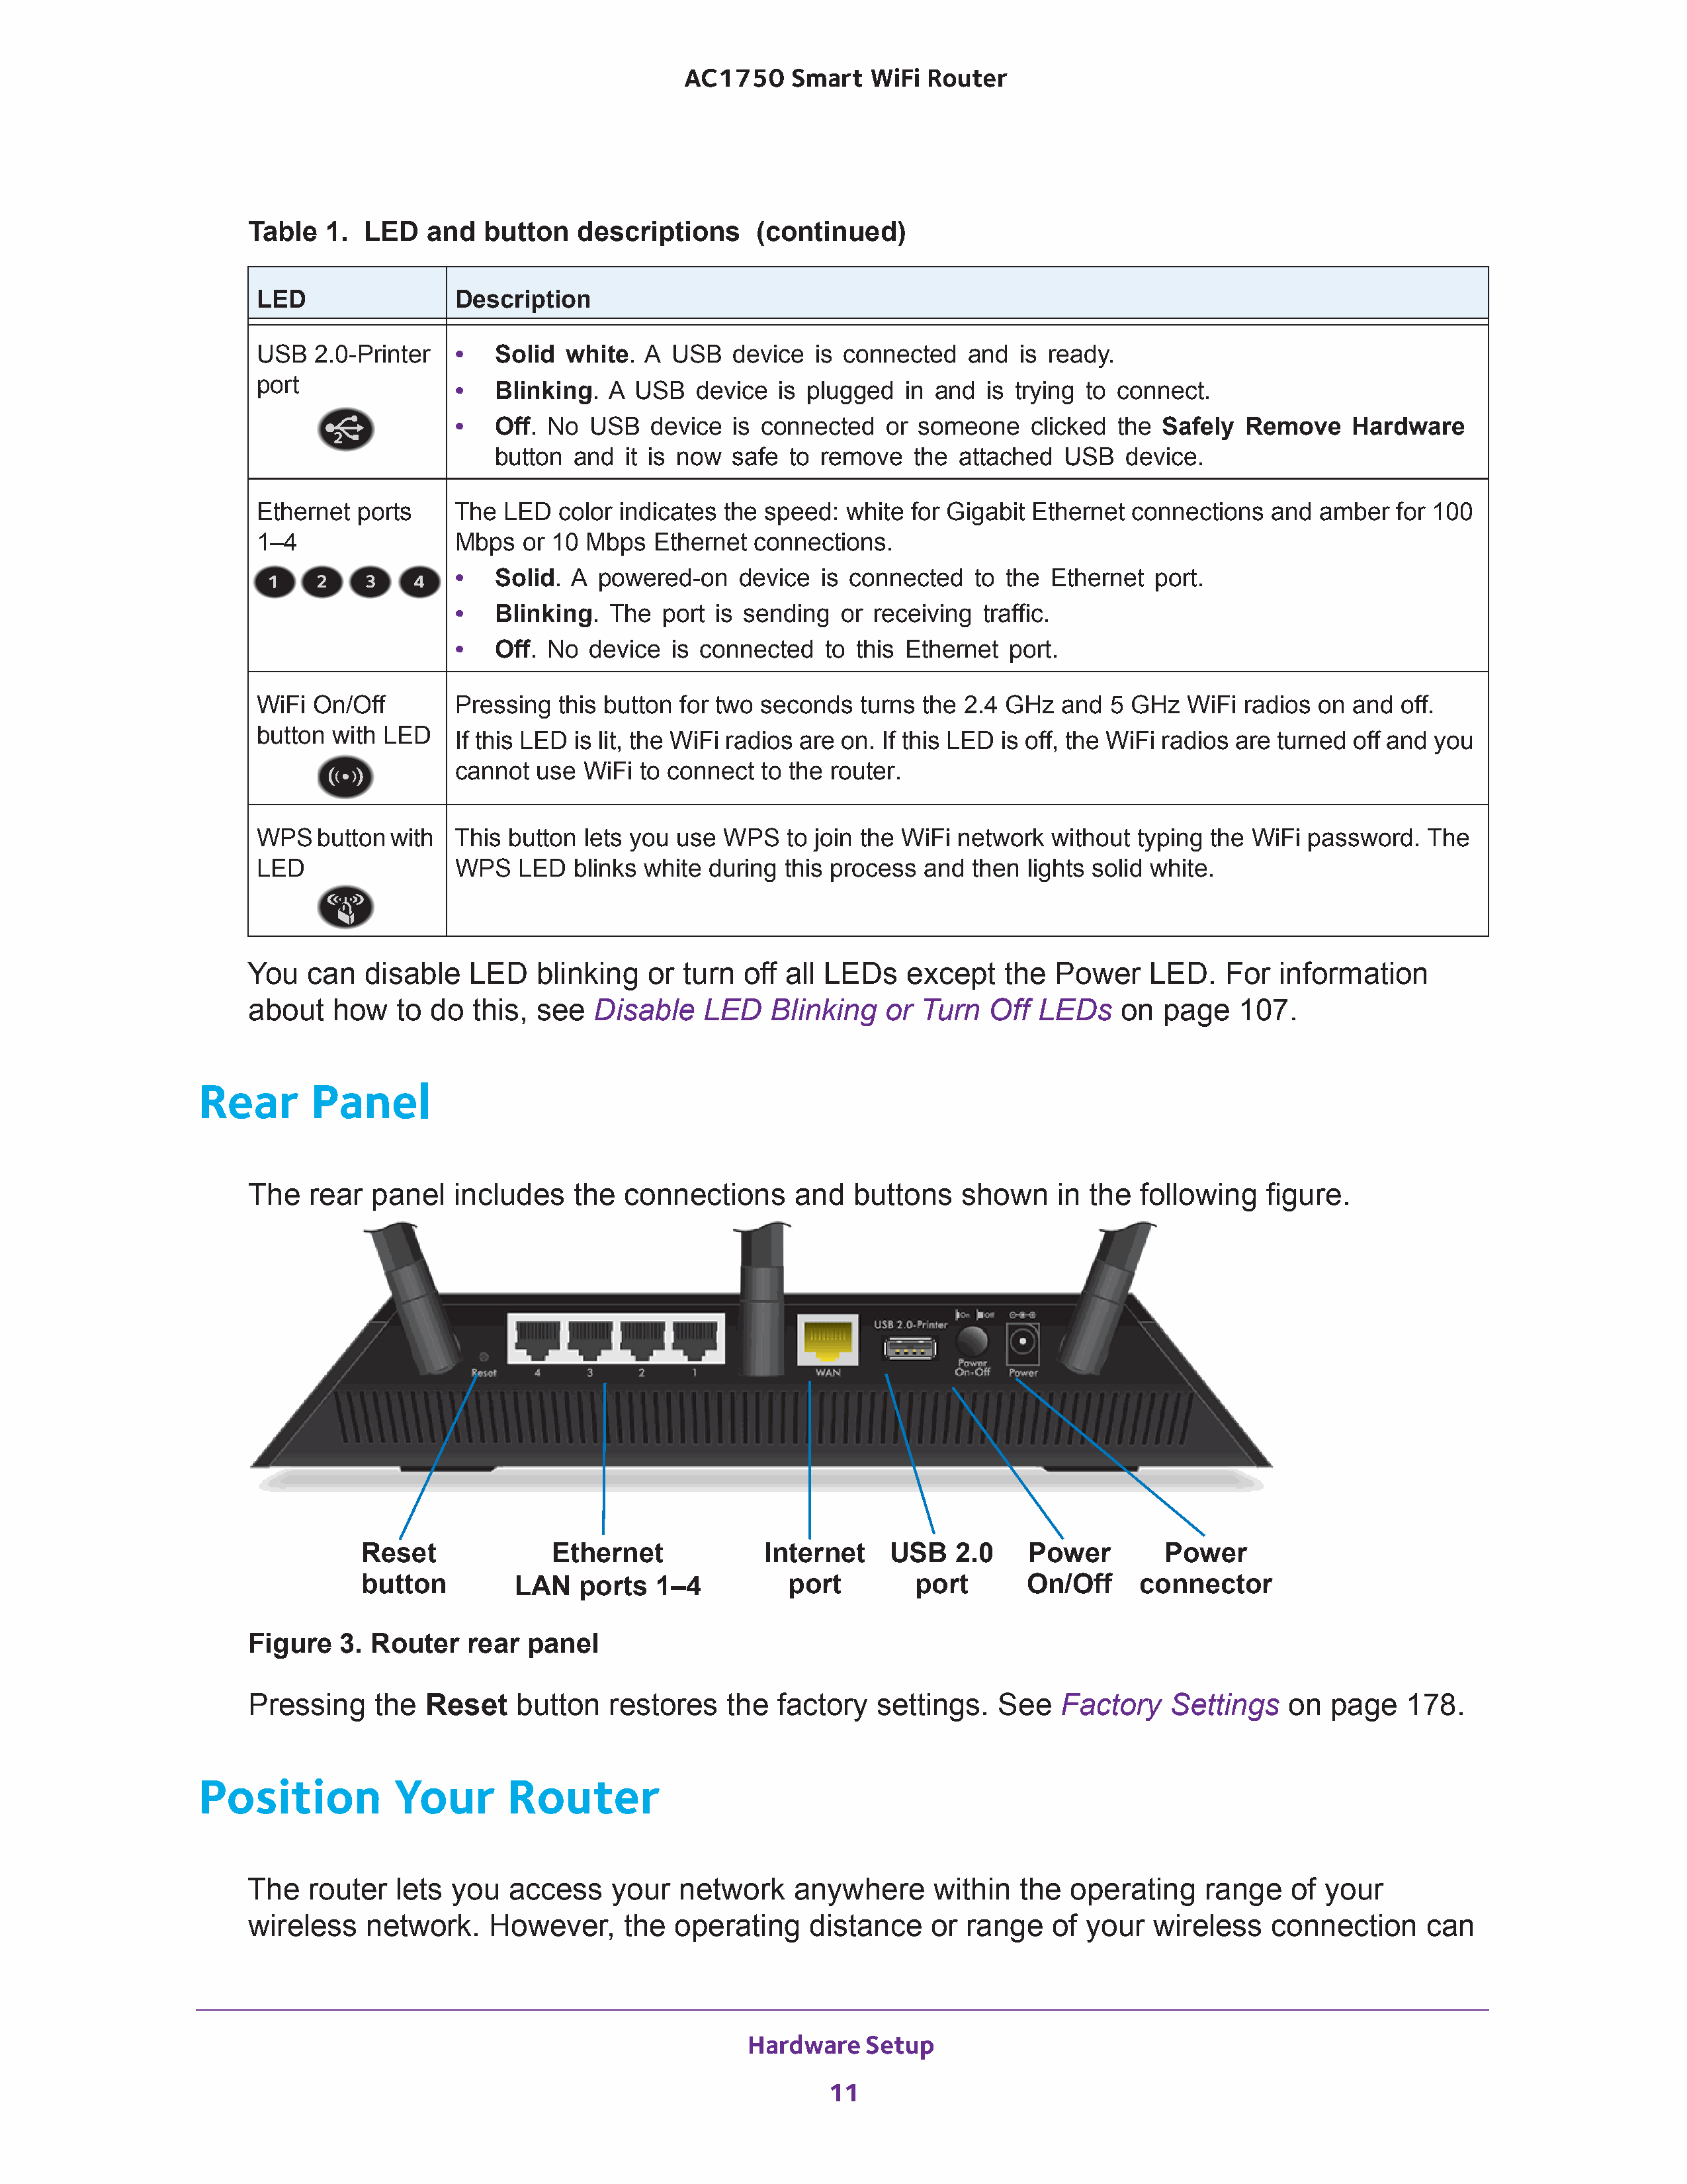 AC1750 Smart WiFi Router
Table 1. LED and button descriptions (continued)
LED Description
USB 2.0-Printer
port
2
• Solid white. A USB device is connected and is ready.
• Blinking. A USB device is plugged in and is trying to connect.
• Off. No USB device is connected or someone clicked the Safely Remove Hardware
button and it is now safe to remove the attached USB device.
Ethernet ports
1–4
1 2 3 4
The LED color indicates the speed: white for Gigabit Ethernet connections and amber for 100
Mbps or 10 Mbps Ethernet connections.
• Solid. A powered-on device is connected to the Ethernet port.
• Blinking. The port is sending or receiving traffic.
• Off. No device is connected to this Ethernet port.
WiFi On/Off
button with LED
Pressing this button for two seconds turns the 2.4 GHz and 5 GHz WiFi radios on and off.
If this LED is lit, the WiFi radios are on. If this LED is off, the WiFi radios are turned off and you
cannot use WiFi to connect to the router.
WPS button with
LED
This button lets you use WPS to join the WiFi network without typing the WiFi password. The
WPS LED blinks white during this process and then lights solid white.
You can disable LED blinking or turn off all LEDs except the Power LED. For information
about how to do this, see Disable LED Blinking or Turn Off LEDs on page 107.
Rear Panel
The rear panel includes the connections and buttons shown in the following figure.
On Off
USB 2.0-Printer
Power
Reset 4 3 2 1 WAN On-Off Power
Reset Ethernet Internet USB 2.0 Power Power
button LAN ports 1–4 port port On/Off connector
Figure 3. Router rear panel
Pressing the Reset button restores the factory settings. See Factory Settings on page 178.
Position Your Router
The router lets you access your network anywhere within the operating range of your
wireless network. However, the operating distance or range of your wireless connection can
Hardware Setup
11